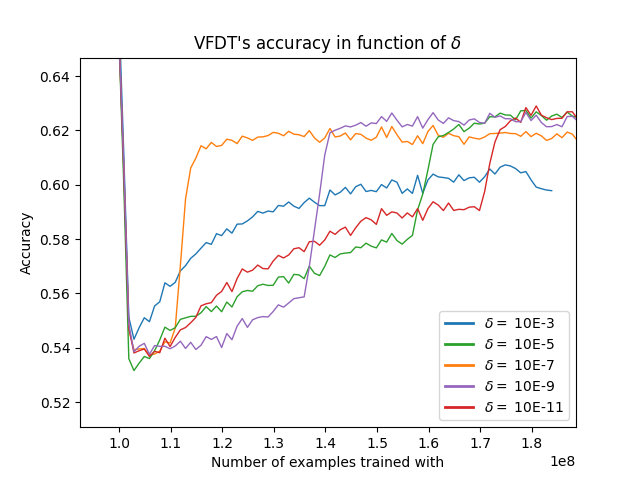 VFDT's accuracy in function of δ
0.64
0.62
0.60
0.58
0.56
0.54
0.52
Accuracy
1.0 1.1 1.2 1.3 1.4 1.5 1.6 1.7 1.8
1e8
Number of examples trained with
δ = 10E-3
δ = 10E-5
δ = 10E-7
δ = 10E-9
δ = 10E-11